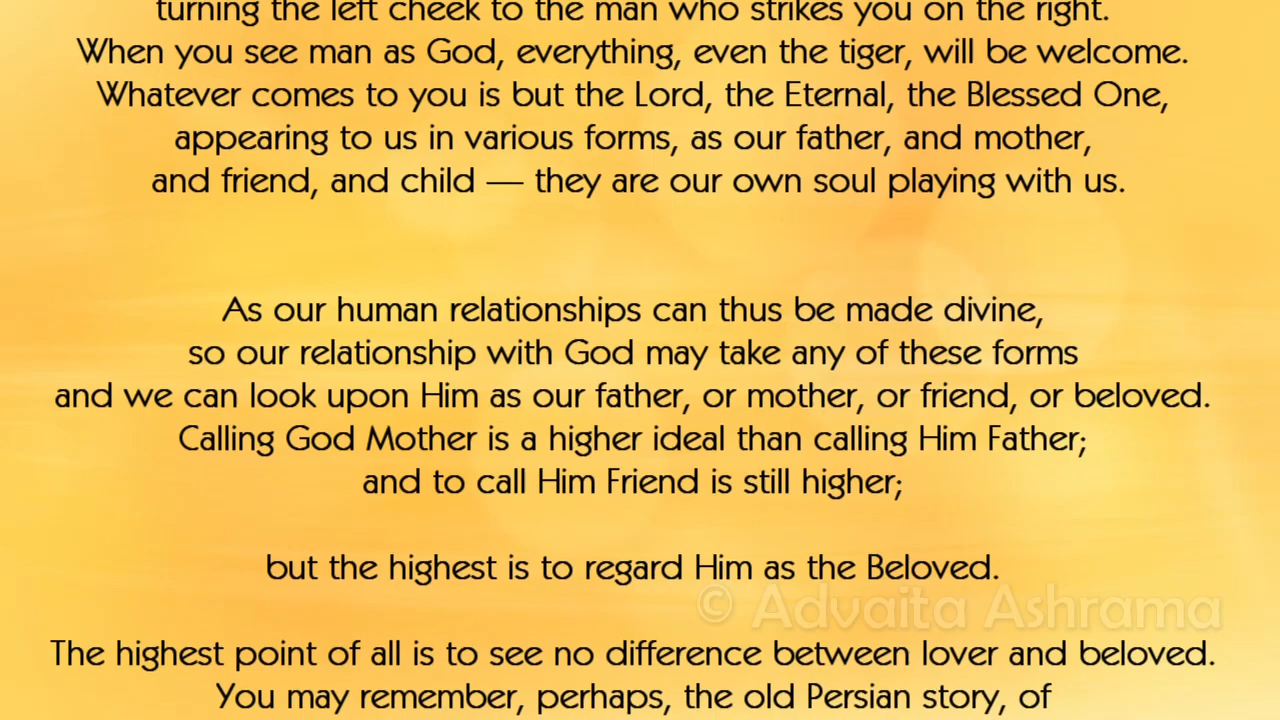 turning the left cheek to the man who strikes you on the right.
When you see man as God, everything, even the tiger, will be welcome.
Whatever comes to you is but the Lord, the Eternal, the Blessed One,
appearing to us in various forms, as our father, and mother,
and friend, and child — they are our own soul playing with us.
As our human relationships can thus be made divine,
so our relationship with God may take any of these forms
and we can look upon Him as our father, or mother, or friend, or beloved.
Calling God Mother is a higher ideal than calling Him Father;
and to call Him Friend is still higher;
but the highest is to regard Him as the Beloved.
© Advaita Ashrama
The highest point of all is to see no difference between lover and beloved.
You may remember, perhaps, the old Persian story, of